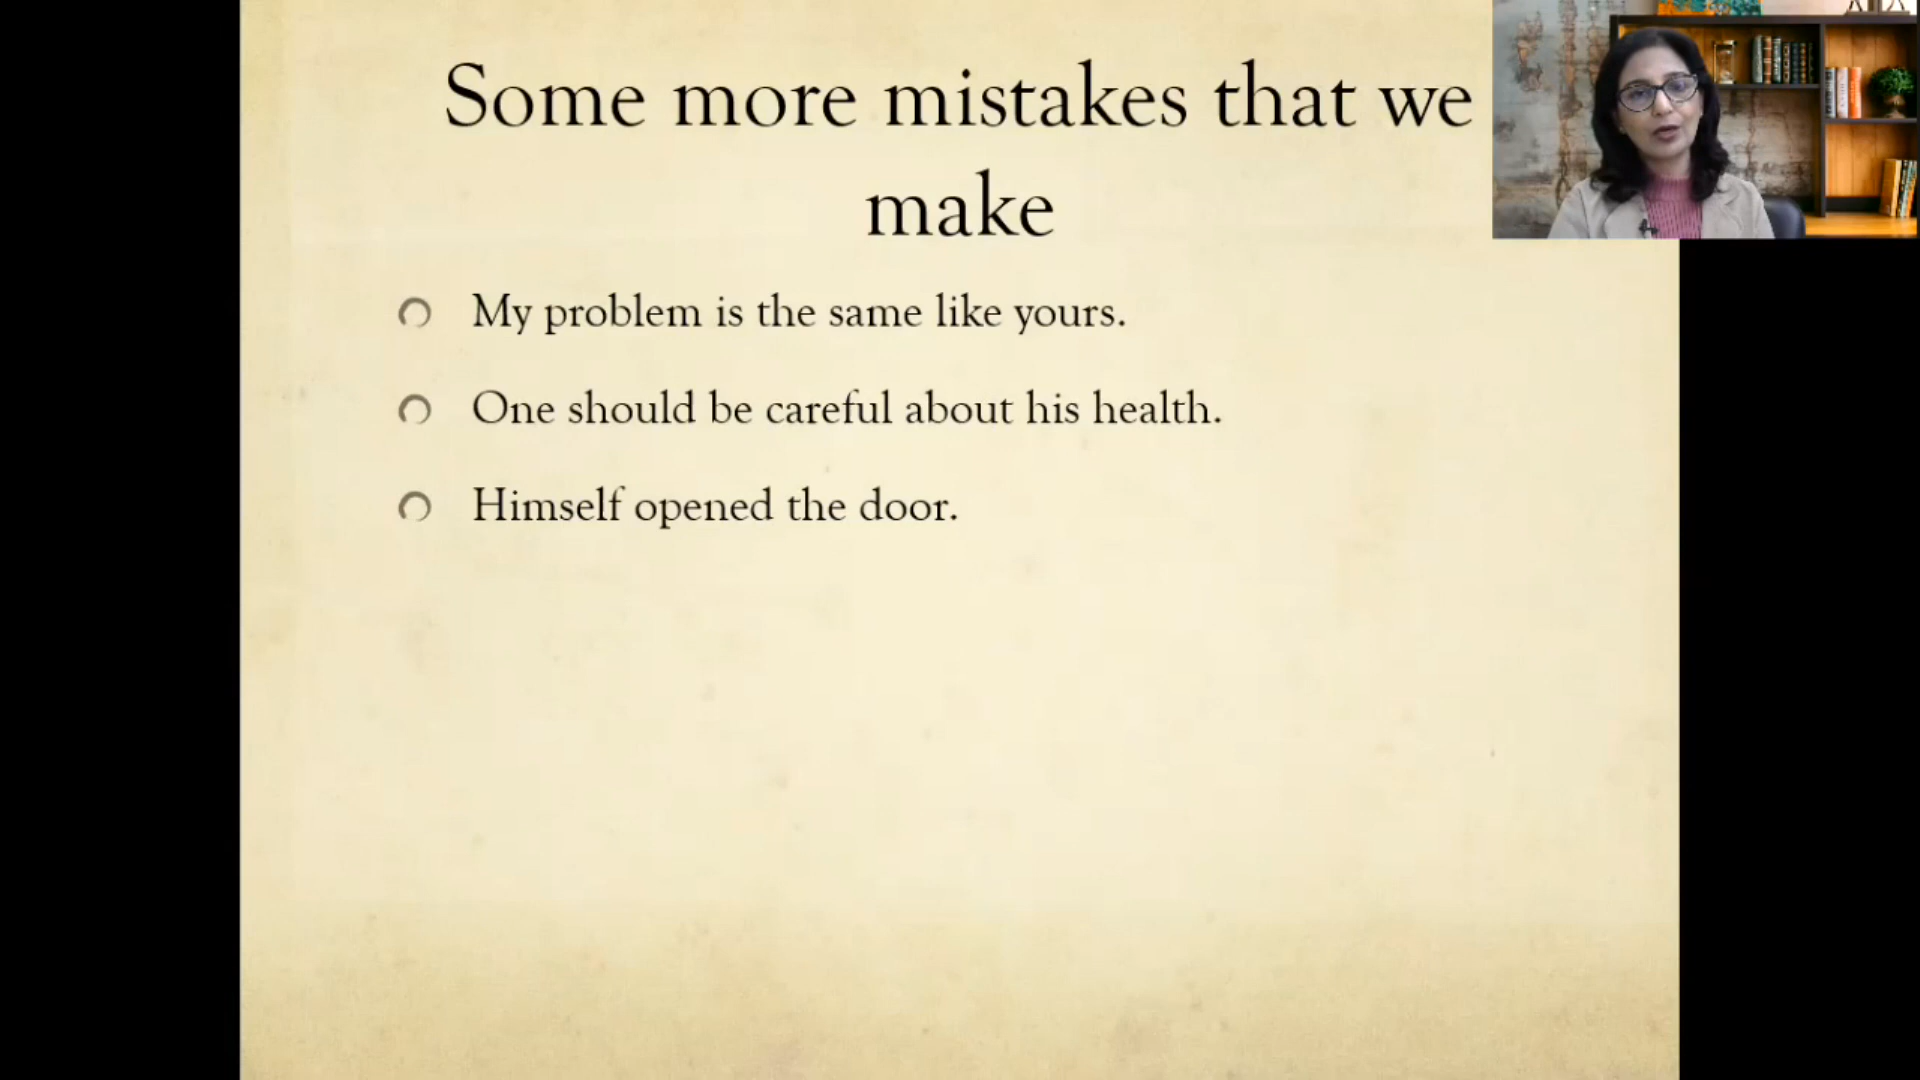 Some more mistakes that we
make
My problem is the same like yours.
One should be careful about his health.
Himself opened the door.